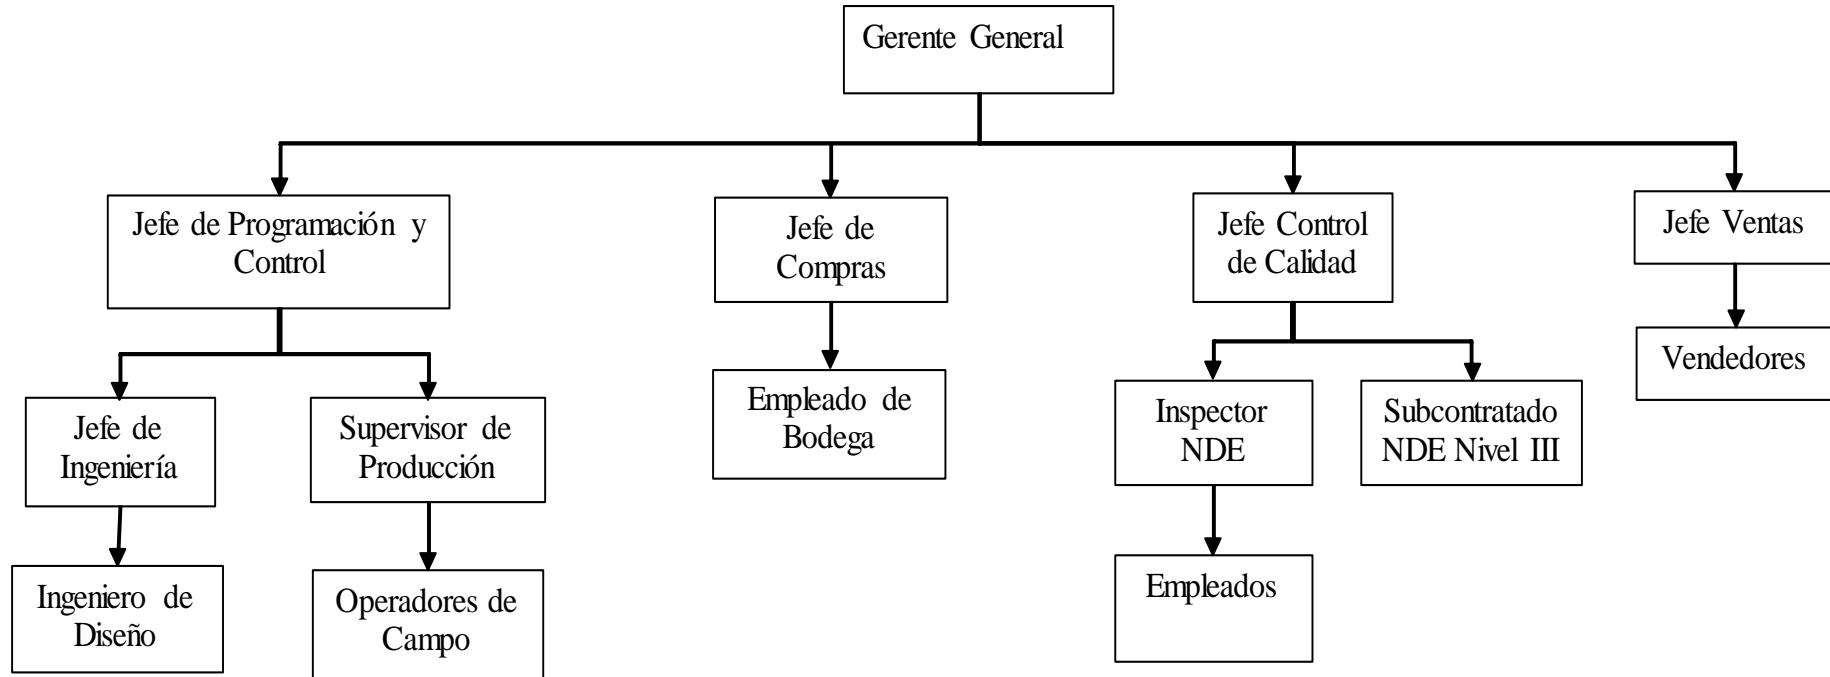 Gerente General
Jefe de Programación y
Control
Jefe de
Compras
Jefe Control
de Calidad
Jefe Ventas
Jefe de
Ingeniería
Supervisor de
Producción
Empleado de
Bodega
Inspector
NDE
Subcontratado
NDE Nivel III
Vendedores
Ingeniero de
Diseño
Operadores de
Campo
Empleados